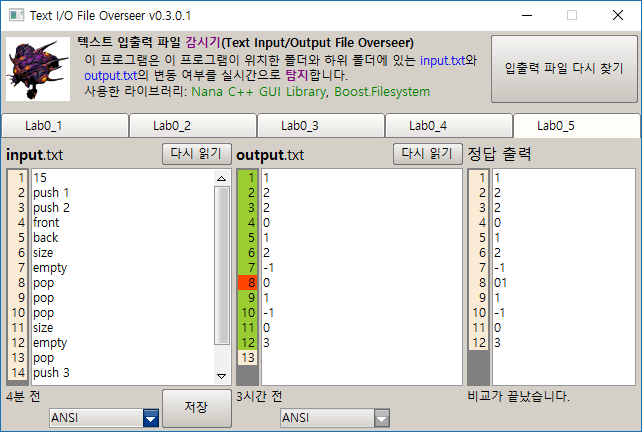 Text I/O File Overseer v0.3.0.1
텍스트 입출력 파일 감시기(Text Input/Output File Overseer)
이 프로그램은 이 프로그램이 위치한 폴더와 하위 폴더에 있는 input.txt와
output.txt의 변동 여부를 실시간으로 탐지합니다.
사용한 라이브러리: Nana C++ GUI Library, Boost.Filesystem
입출력 파일 다시 찾기
Lab0_1 Lab0_2 Lab0_3 Lab0_4 Lab0_5
input.txt 다시 읽기
1 15
2 push 1
3 push 2
4 front
5 back
6 size
7 empty
8 pop
9 pop
10 pop
11 size
12 empty
13 pop
14 push 3
4분 전
ANSI
저장
output.txt 다시 읽기
1 1
2 2
3 2
4 0
5 1
6 2
7 -1
8 0
9 1
10 -1
11 0
12 3
13
3시간 전
ANSI
정답 출력
1 1
2 2
3 2
4 0
5 1
6 2
7 -1
8 01
9 1
10 -1
11 0
12 3
비교가 끝났습니다.